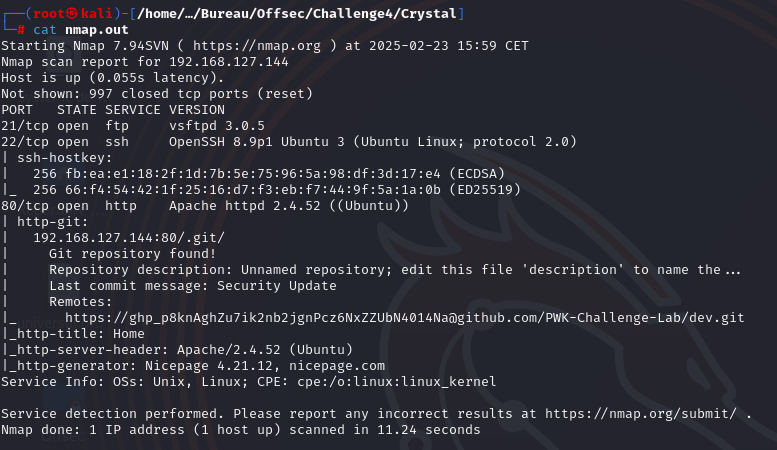 ┌──(root㉿kali)-[/home/…/Bureau/Offsec/Challenge4/Crystal]
└─# cat nmap.out
Starting Nmap 7.94SVN ( https://nmap.org ) at 2025-02-23 15:59 CET
Nmap scan report for 192.168.127.144
Host is up (0.055s latency).
Not shown: 997 closed tcp ports (reset)
PORT   STATE SERVICE VERSION
21/tcp open  ftp     vsftpd 3.0.5
22/tcp open  ssh     OpenSSH 8.9p1 Ubuntu 3 (Ubuntu Linux; protocol 2.0)
| ssh-hostkey:
|   256 fb:ea:e1:18:2f:1d:7b:5e:75:96:5a:98:df:3d:17:e4 (ECDSA)
|_  256 66:f4:54:42:1f:25:16:d7:f3:eb:f7:44:9f:5a:1a:0b (ED25519)
80/tcp open  http    Apache httpd 2.4.52 ((Ubuntu))
| http-git:
|   192.168.127.144:80/.git/
|     Git repository found!
|     Repository description: Unnamed repository; edit this file 'description' to name the...
|     Last commit message: Security Update
|     Remotes:
|_      https://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@github.com/PWK-Challenge-Lab/dev.git
|_http-title: Home
|_http-server-header: Apache/2.4.52 (Ubuntu)
|_http-generator: Nicepage 4.21.12, nicepage.com
Service Info: OSs: Unix, Linux; CPE: cpe:/o:linux:linux_kernel

Service detection performed. Please report any incorrect results at https://nmap.org/submit/ .
Nmap done: 1 IP address (1 host up) scanned in 11.24 seconds